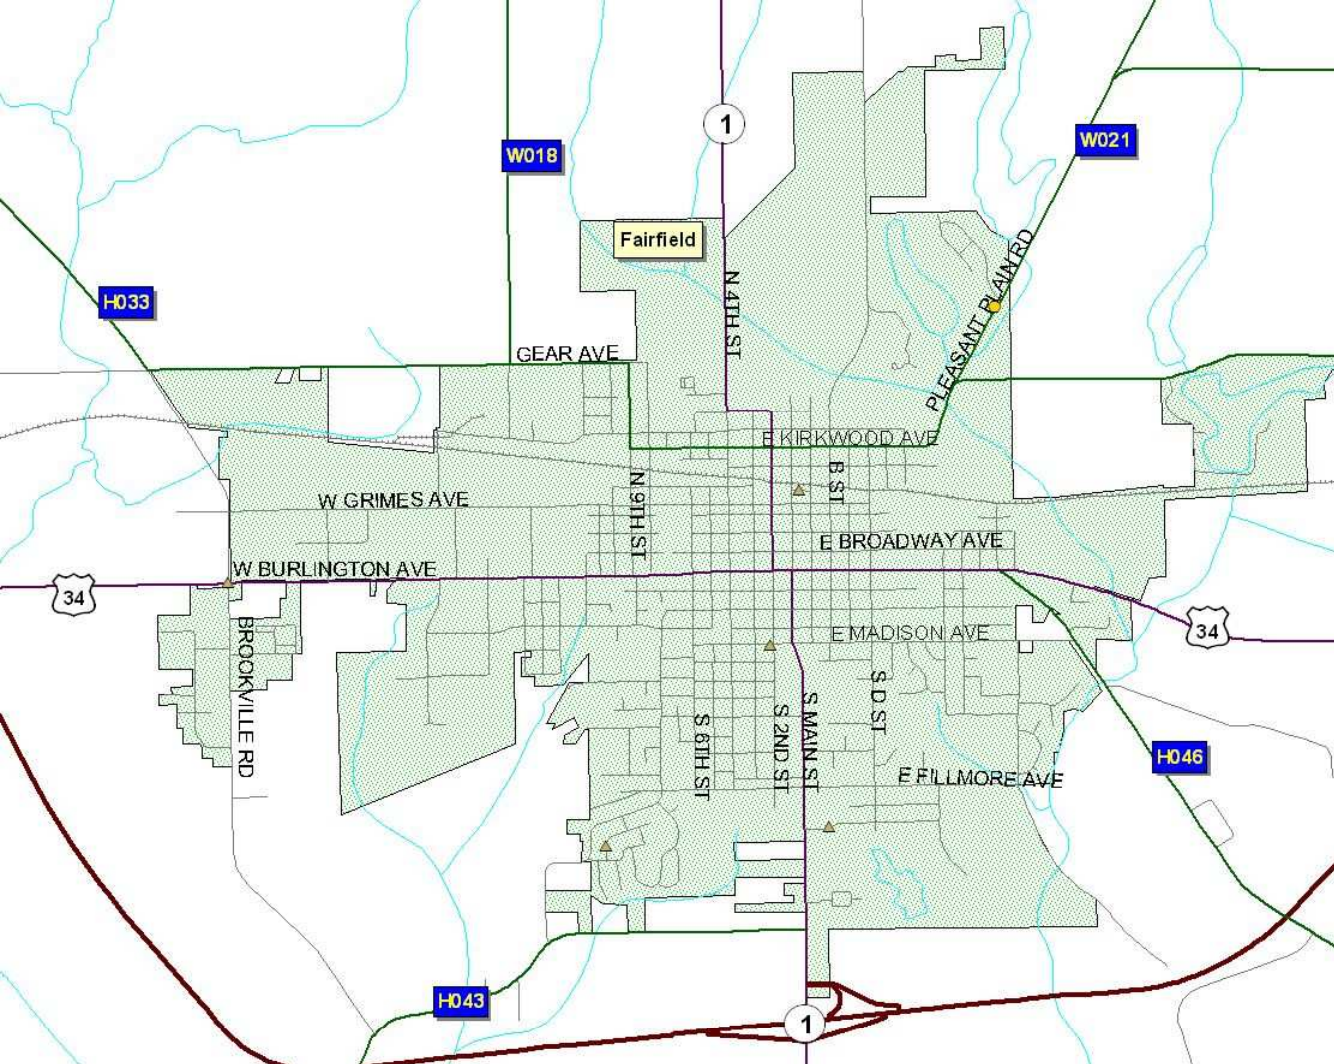 1
W021
W018
Fairfield
PLEASANT PLAIN RD
N 4TH ST
H033
GEAR AVE
E KIRKWOOD AVE
B ST
N 9TH ST
W GRIMES AVE
E BROADWAY AVE
W BURLINGTON AVE
34
34
E MADISON AVE
BROOKVILLE RD
S D ST
S MAIN ST
S 2ND ST
S 6TH ST
H046
E FILLMORE AVE
H043
1